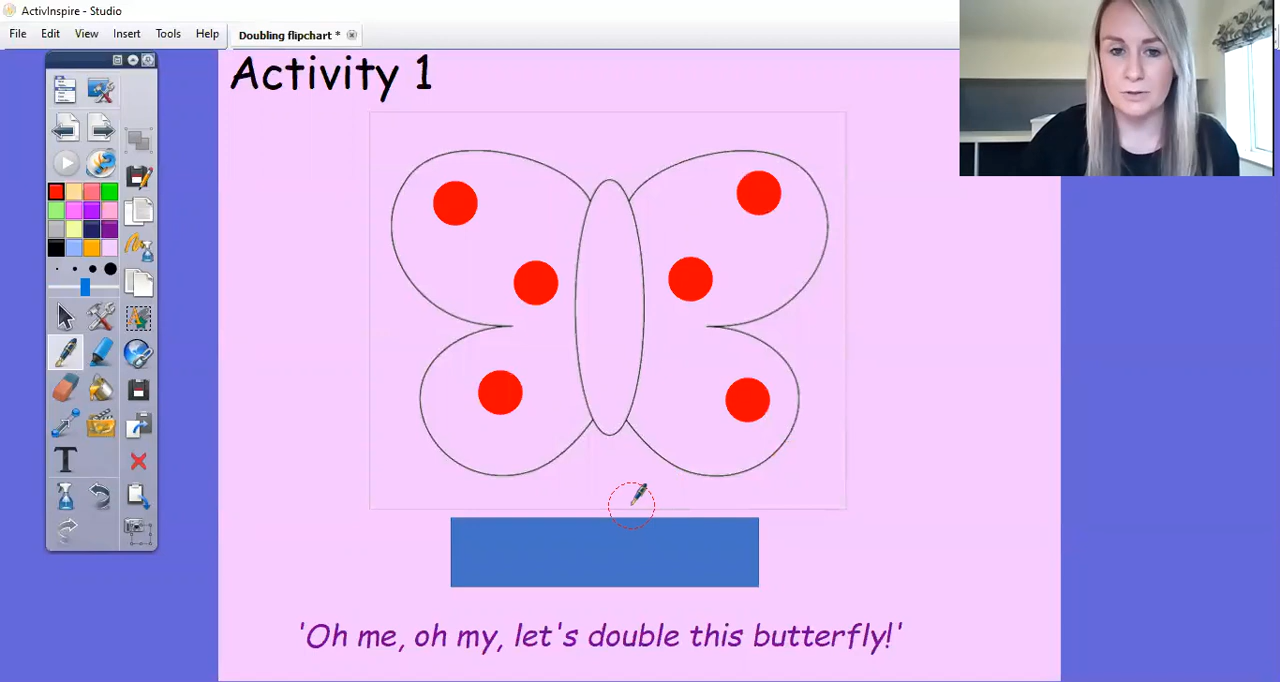 ActivInspire - Studio
File Edit View Insert Tools Help
Doubling flipchart *
Activity 1
T
'Oh me, oh my, let's double this butterfly!'